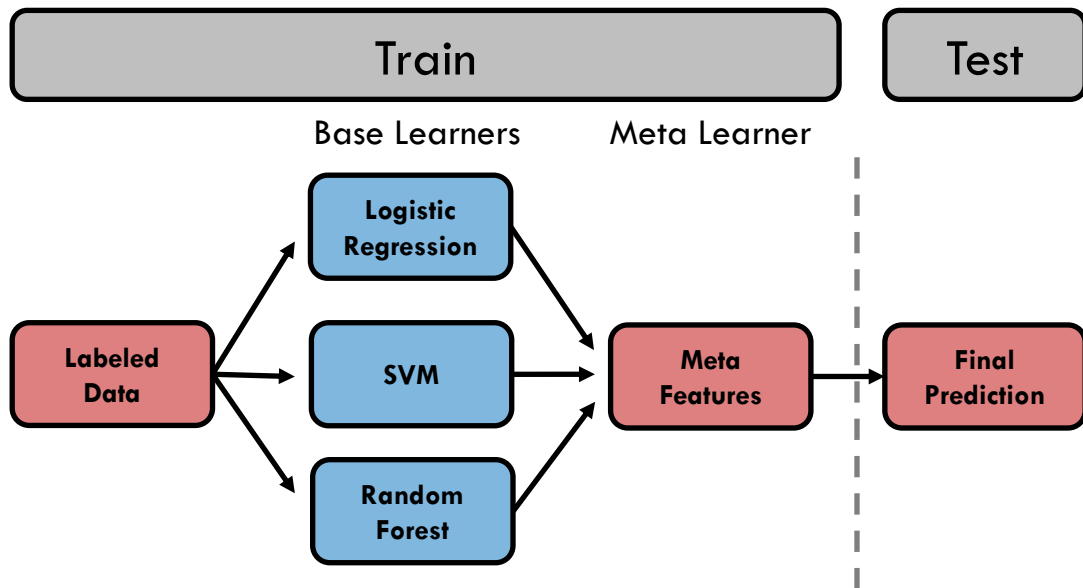 Train
Test
Base Learners
Meta Learner
Logistic
Regression
Labeled
Data
SVM
Meta
Features
Final
Prediction
Random
Forest